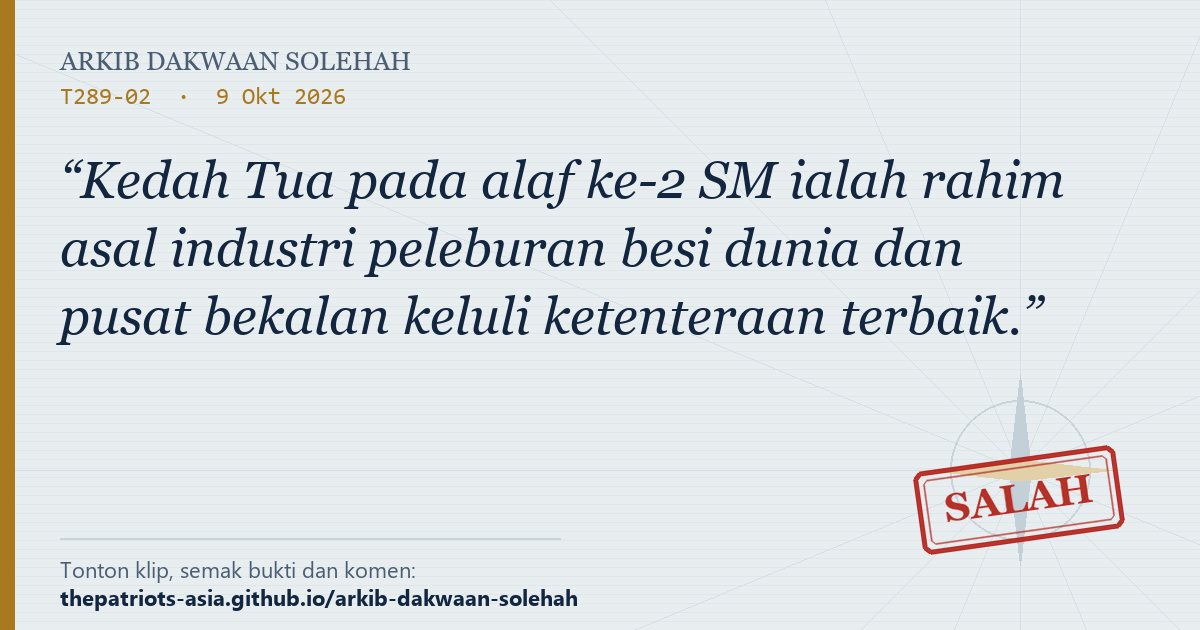 ARKIB DAKWAAN SOLEHAH
T289-02 · 9 Okt 2026
“Kedah Tua pada alaf ke-2 SM ialah rahim
asal industri peleburan besi dunia dan
pusat bekalan keluli ketenteraan terbaik.”
SALAH
Tonton klip, semak bukti dan komen:
thepatriots-asia.github.io/arkib-dakwaan-solehah